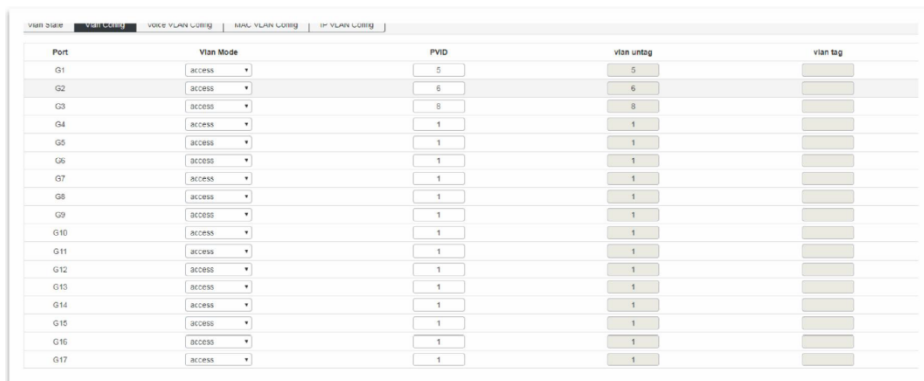 Vlan State Vlan Config Voice VLAN Config MAC VLAN Config IP VLAN Config
Port Vlan Mode PVID vlan untag vlan tag
G1 access 5 5
G2 access 6 6
G3 access 8 8
G4 access 1 1
G5 access 1 1
G6 access 1 1
G7 access 1 1
G8 access 1 1
G9 access 1 1
G10 access 1 1
G11 access 1 1
G12 access 1 1
G13 access 1 1
G14 access 1 1
G15 access 1 1
G16 access 1 1
G17 access 1 1